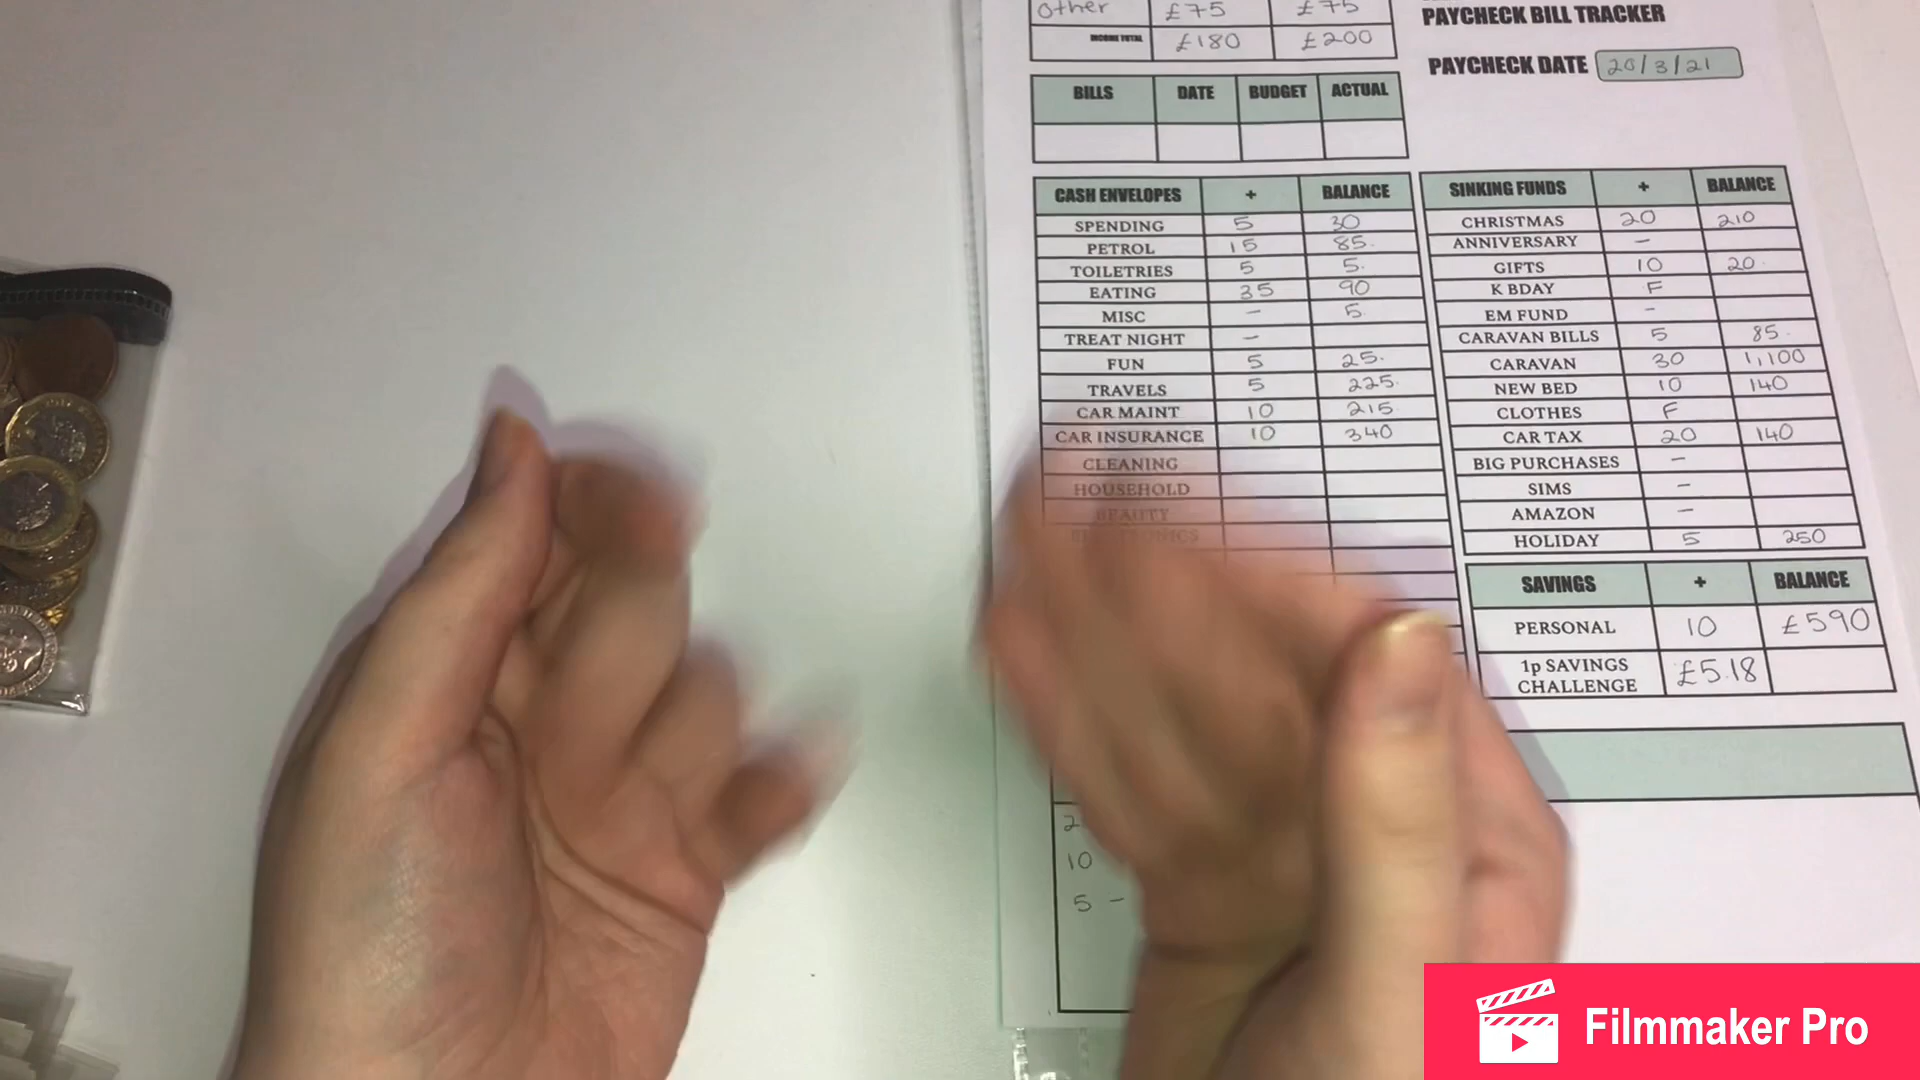 Other £75 £75
INCOME TOTAL £180 £200
PAYCHECK BILL TRACKER
PAYCHECK DATE 20/3/21
BILLS DATE BUDGET ACTUAL
CASH ENVELOPES + BALANCE
SPENDING 5 30
PETROL 15 85.
TOILETRIES 5 5.
EATING 35 90
MISC - 5.
TREAT NIGHT -
FUN 5 25.
TRAVELS 5 225.
CAR MAINT 10 215
CAR INSURANCE 10 340
CLEANING
HOUSEHOLD
BEAUTY
SINKING FUNDS + BALANCE
CHRISTMAS 20 210
ANNIVERSARY -
GIFTS 10 20.
K BDAY F
EM FUND -
CARAVAN BILLS 5 85.
CARAVAN 30 1,100
NEW BED 10 140
CLOTHES F
CAR TAX 20 140
BIG PURCHASES -
SIMS -
AMAZON -
HOLIDAY 5 250
SAVINGS + BALANCE
PERSONAL 10 £590
1p SAVINGS
CHALLENGE £5.18
2
10
5 -
Filmmaker Pro